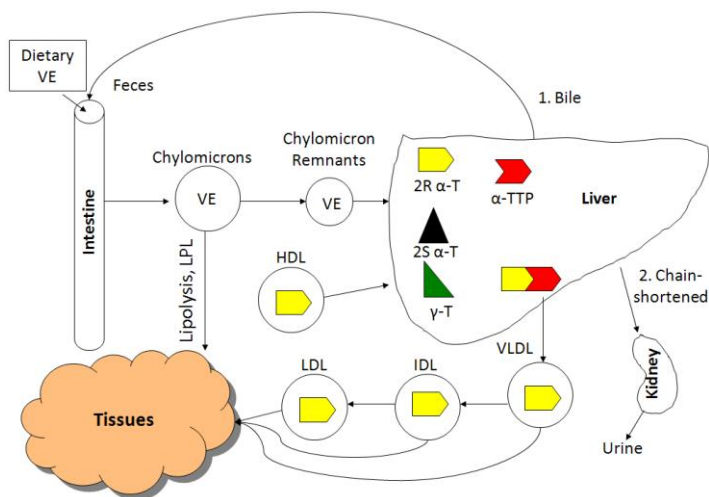 Dietary
VE
Feces
1. Bile
Chylomicrons
Chylomicron
Remnants
VE
VE
Intestine
2R α-T
α-TTP
Liver
2S α-T
γ-T
HDL
Lipolysis, LPL
2. Chain-
shortened
VLDL
LDL
IDL
Kidney
Tissues
Urine